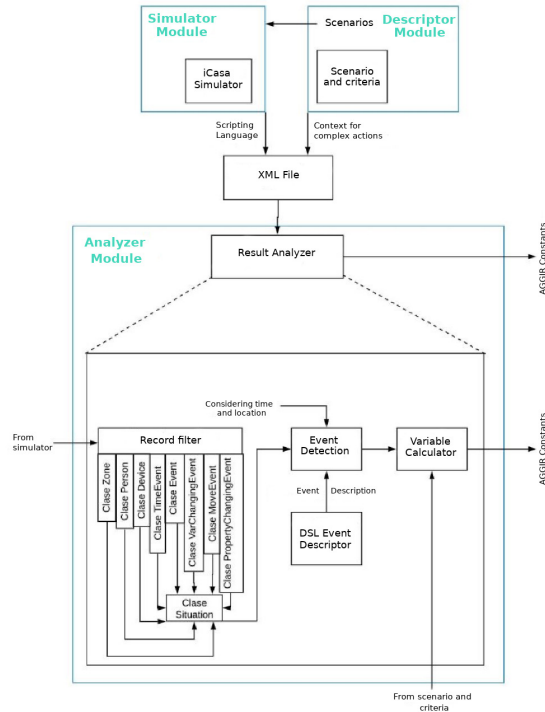 Simulator
Module
Scenarios
Descriptor
Module
iCasa
Simulator
Scenario
and criteria
Scripting
Language
Context for
complex actions
XML File
Analyzer
Module
Result Analyzer
AGGIR Constants
Considering time
and location
From
simulator
Record filter
Event
Detection
Variable
Calculator
AGGIR Constants
Clase Zone
Clase Person
Clase Device
Clase TimeEvent
Clase Event
Clase VarChangingEvent
Clase MoveEvent
Clase PropertyChangingEvent
Event Description
DSL Event
Descriptor
Clase
Situation
From scenario and
criteria